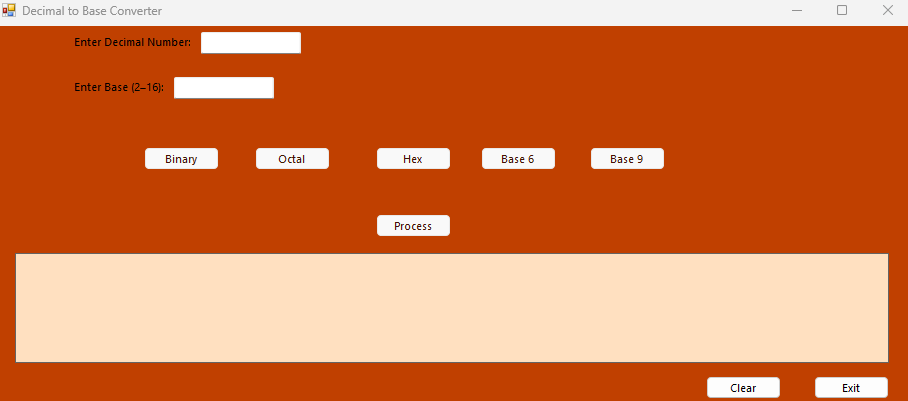 Decimal to Base Converter
Enter Decimal Number:
Enter Base (2–16):
Binary Octal Hex Base 6 Base 9
Process
Clear Exit